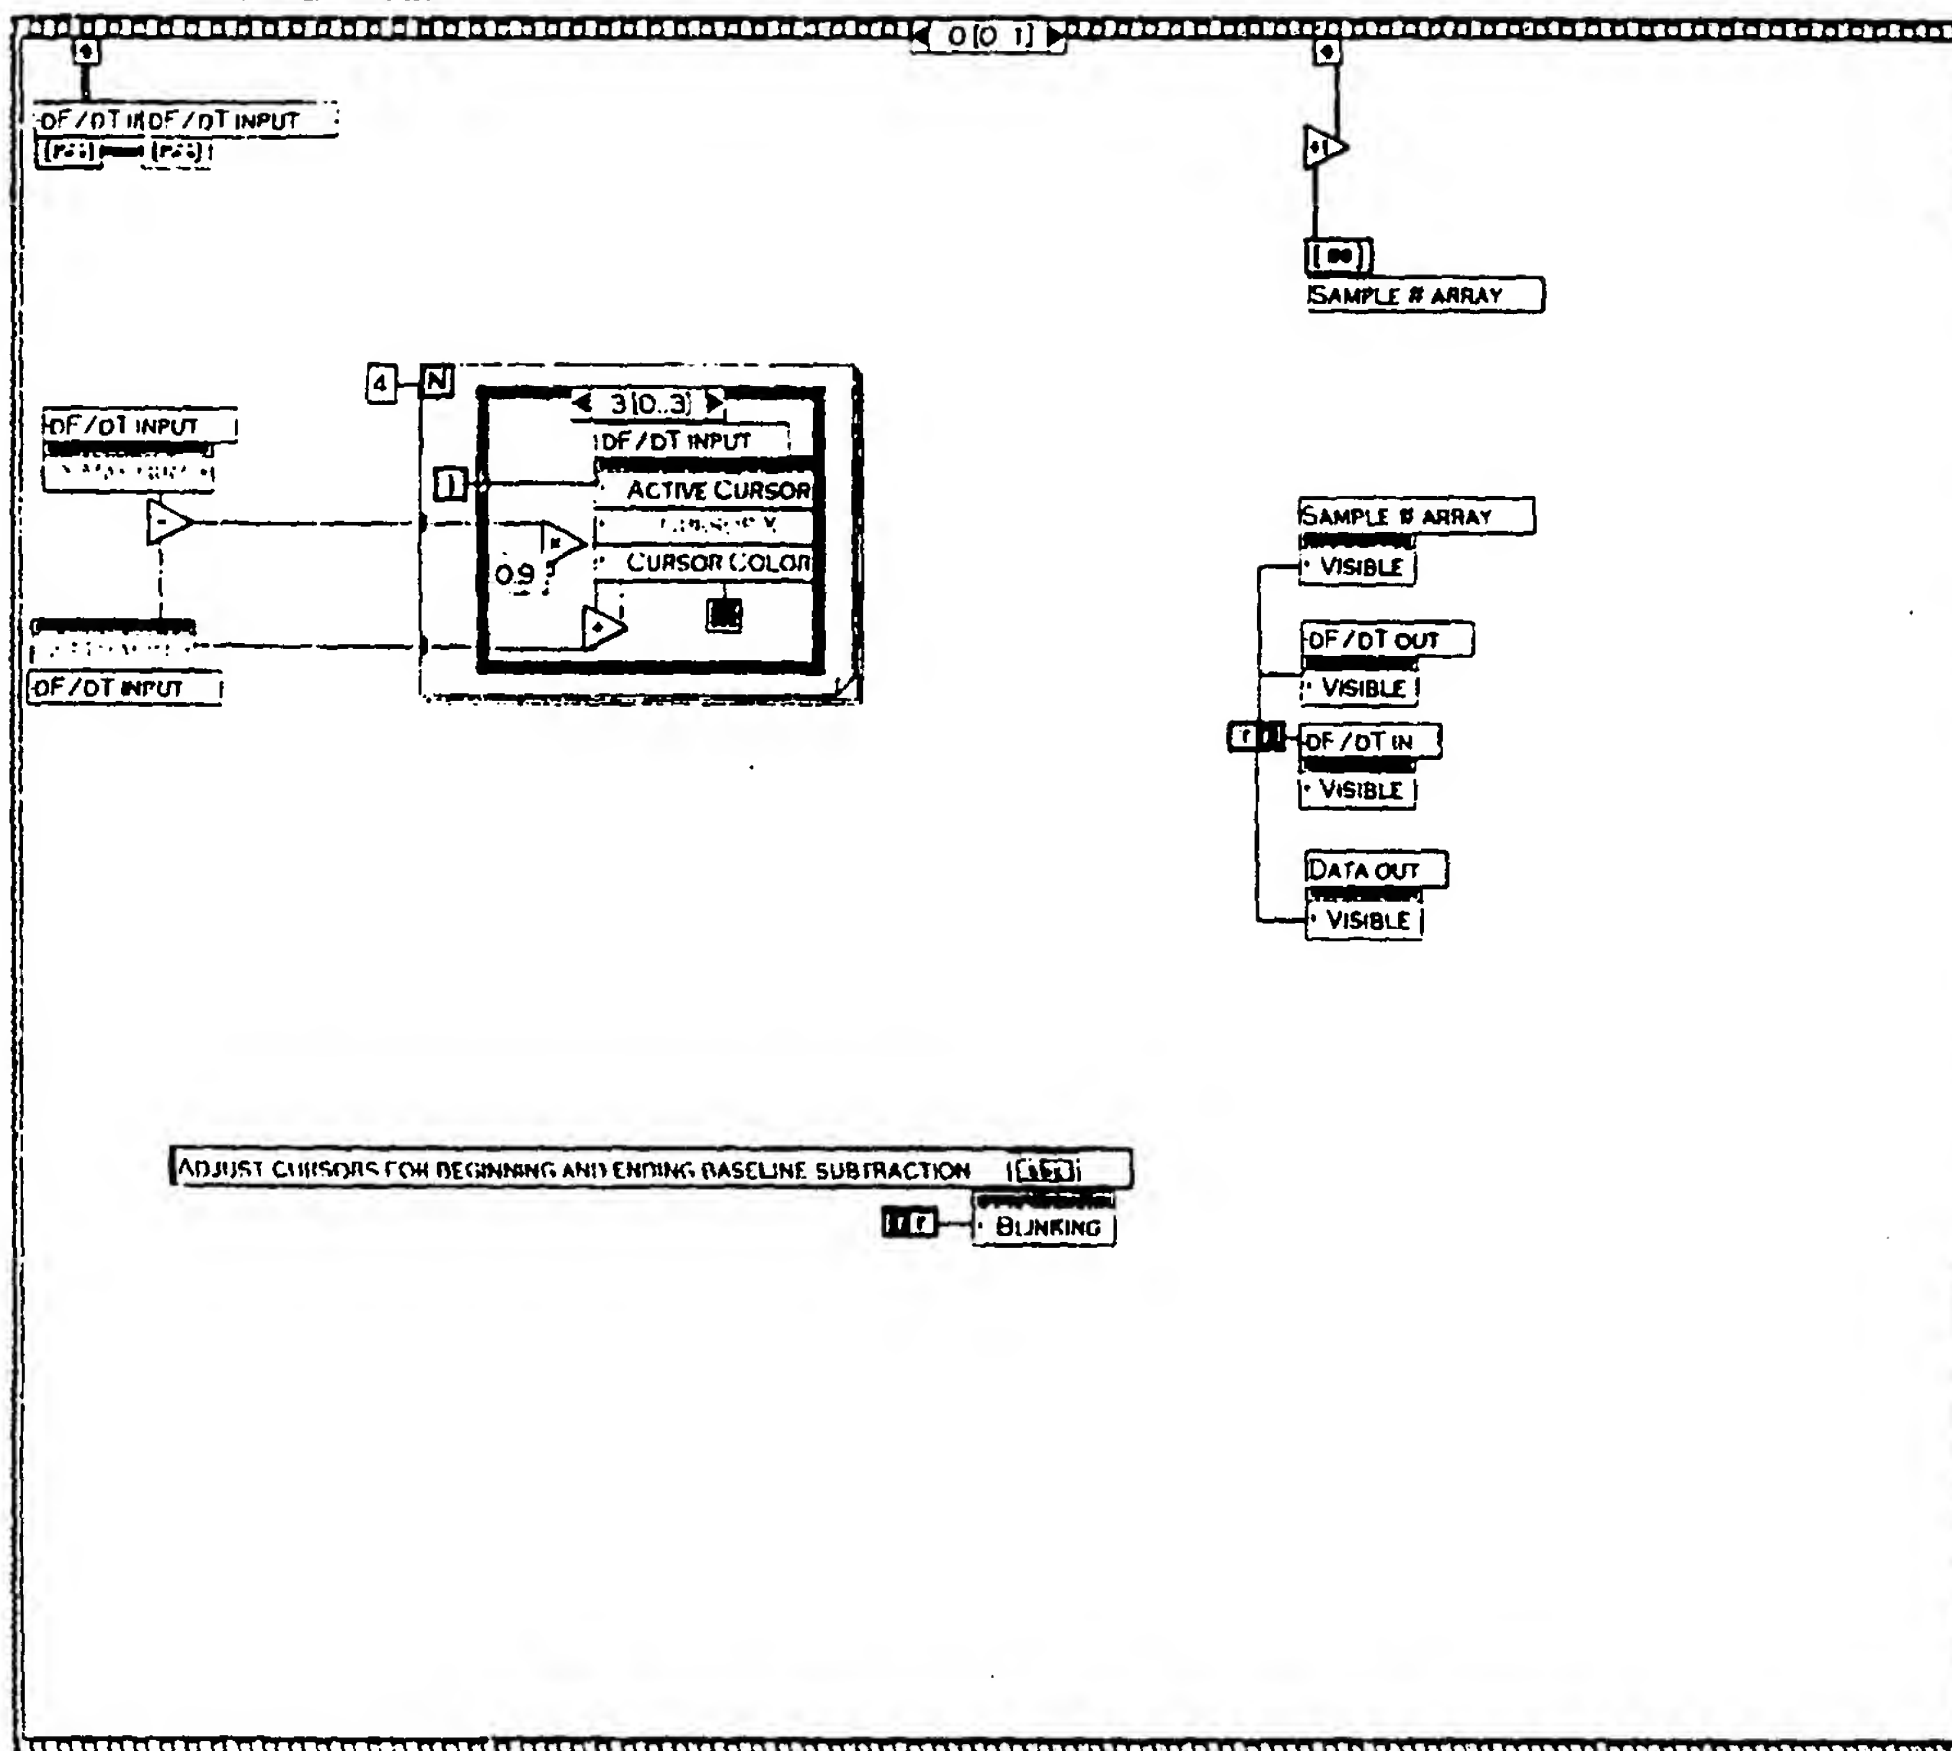 0 [0 1]
DF/DT IN DF/DT INPUT
SAMPLE # ARRAY
4 N
3 [0..3]
DF/DT INPUT
DF/DT INPUT
1
ACTIVE CURSOR
CURSOR COLOR
0.9
DF/DT INPUT
SAMPLE # ARRAY
VISIBLE
DF/DT OUT
VISIBLE
DF/DT IN
VISIBLE
DATA OUT
VISIBLE
ADJUST CURSORS FOR BEGINNING AND ENDING BASELINE SUBTRACTION
BLINKING